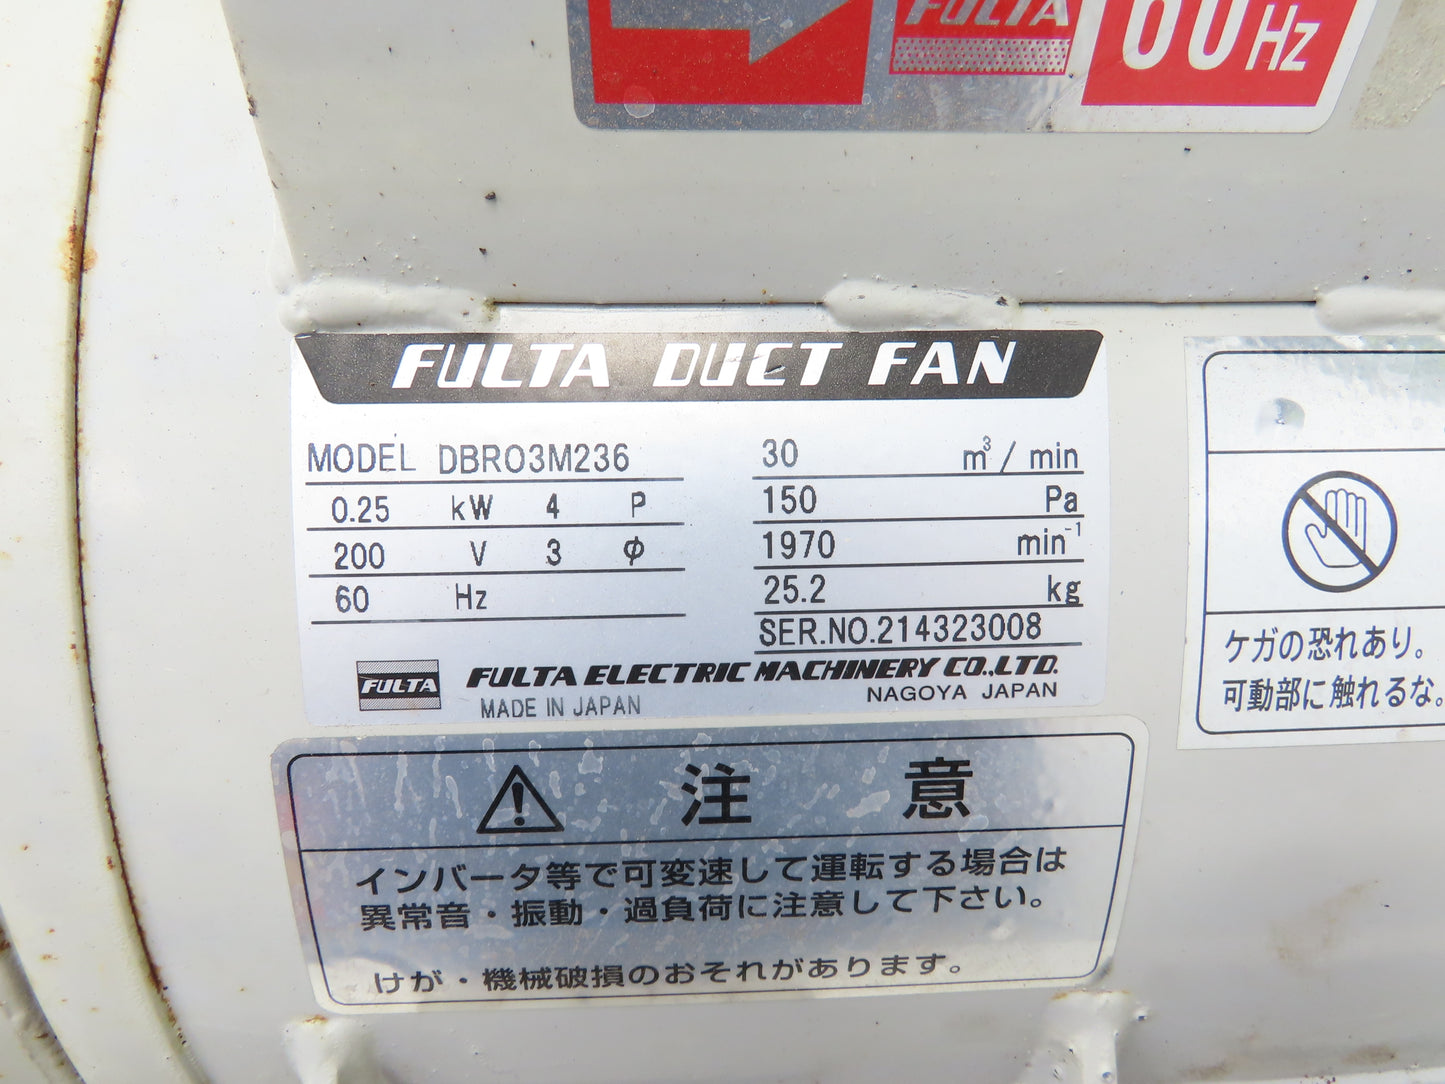 FULTA
60Hz
FULTA DUCT FAN
MODEL DBR03M236
30 m³/min
0.25 kW 4 P
150 Pa
200 V 3 φ
1970 min⁻¹
60 Hz
25.2 kg
SER.NO.214323008
FULTA
FULTA ELECTRIC MACHINERY CO.,LTD.
MADE IN JAPAN
NAGOYA JAPAN
ケガの恐れあり。
可動部に触れるな。
注意
インバータ等で可変速して運転する場合は
異常音・振動・過負荷に注意して下さい。
けが・機械破損のおそれがあります。